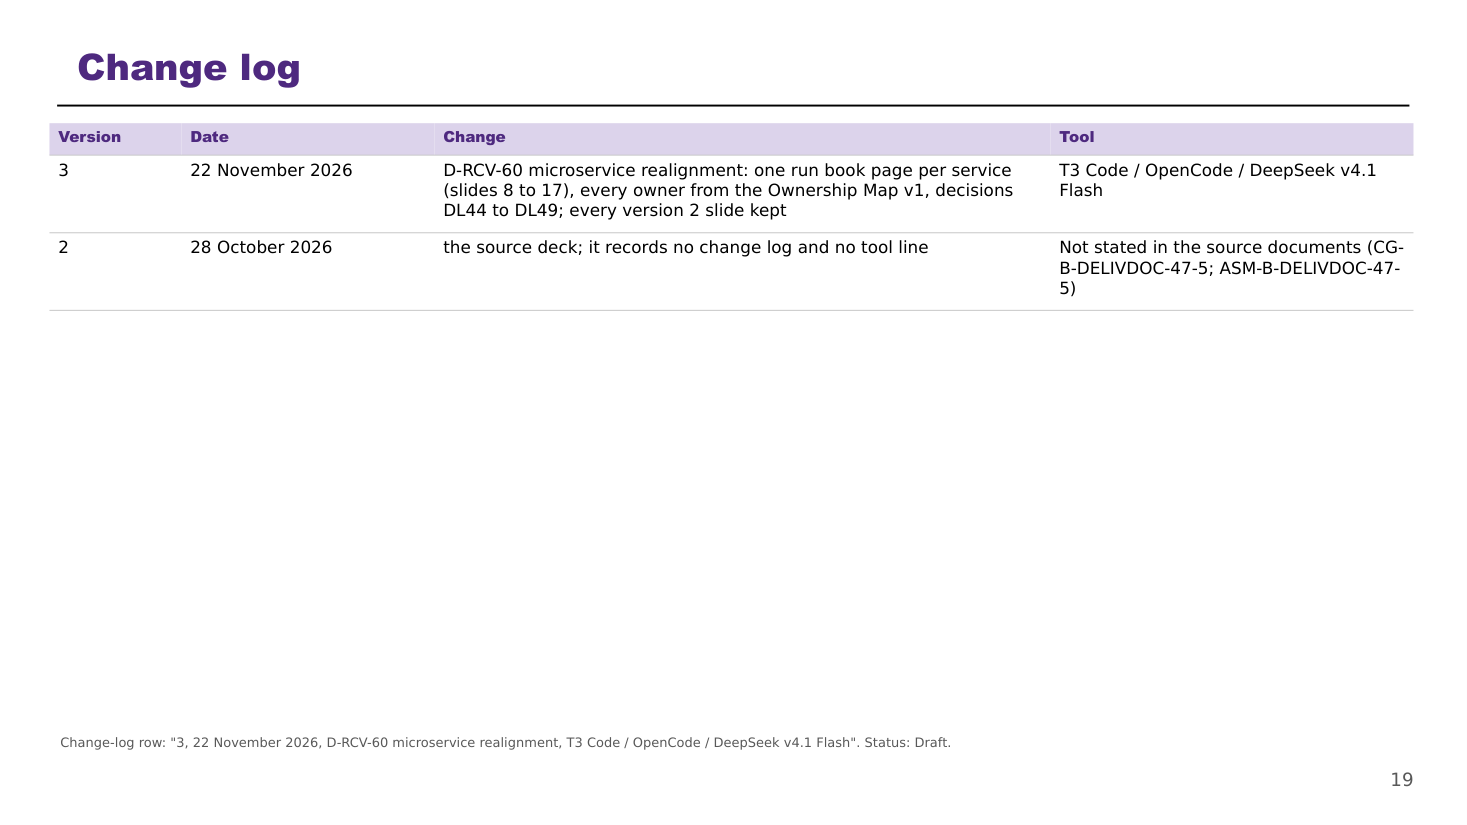 Change log
Version Date Change Tool
3 22 November 2026 D-RCV-60 microservice realignment: one run book page per service T3 Code / OpenCode / DeepSeek v4.1
(slides 8 to 17), every owner from the Ownership Map v1, decisions Flash
DL44 to DL49; every version 2 slide kept
2 28 October 2026 the source deck; it records no change log and no tool line Not stated in the source documents (CG-
B-DELIVDOC-47-5; ASM-B-DELIVDOC-47-
5)
Change-log row: "3, 22 November 2026, D-RCV-60 microservice realignment, T3 Code / OpenCode / DeepSeek v4.1 Flash". Status: Draft.
19